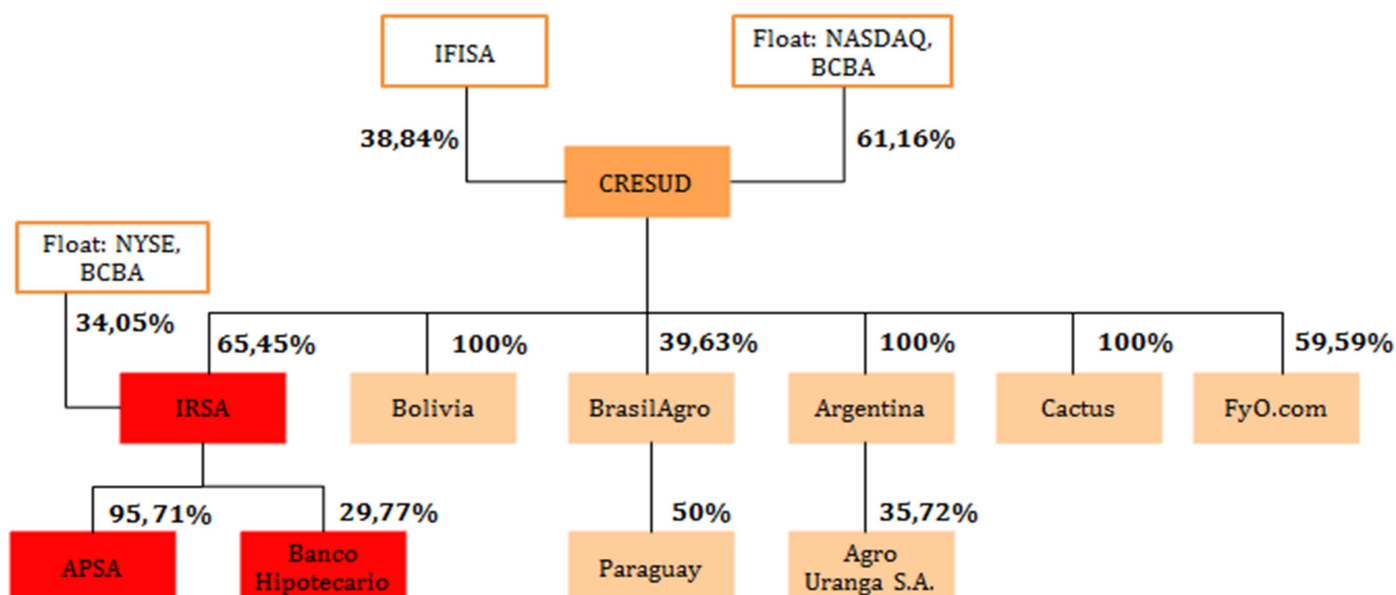 IFISA
Float: NASDAQ,
BCBA
38,84%
61,16%
CRESUD
Float: NYSE,
BCBA
34,05%
65,45%
100%
39,63%
100%
100%
59,59%
IRSA
Bolivia
BrasilAgro
Argentina
Cactus
FyO.com
95,71%
29,77%
50%
35,72%
APSA
Banco
Hipotecario
Paraguay
Agro
Uranga S.A.